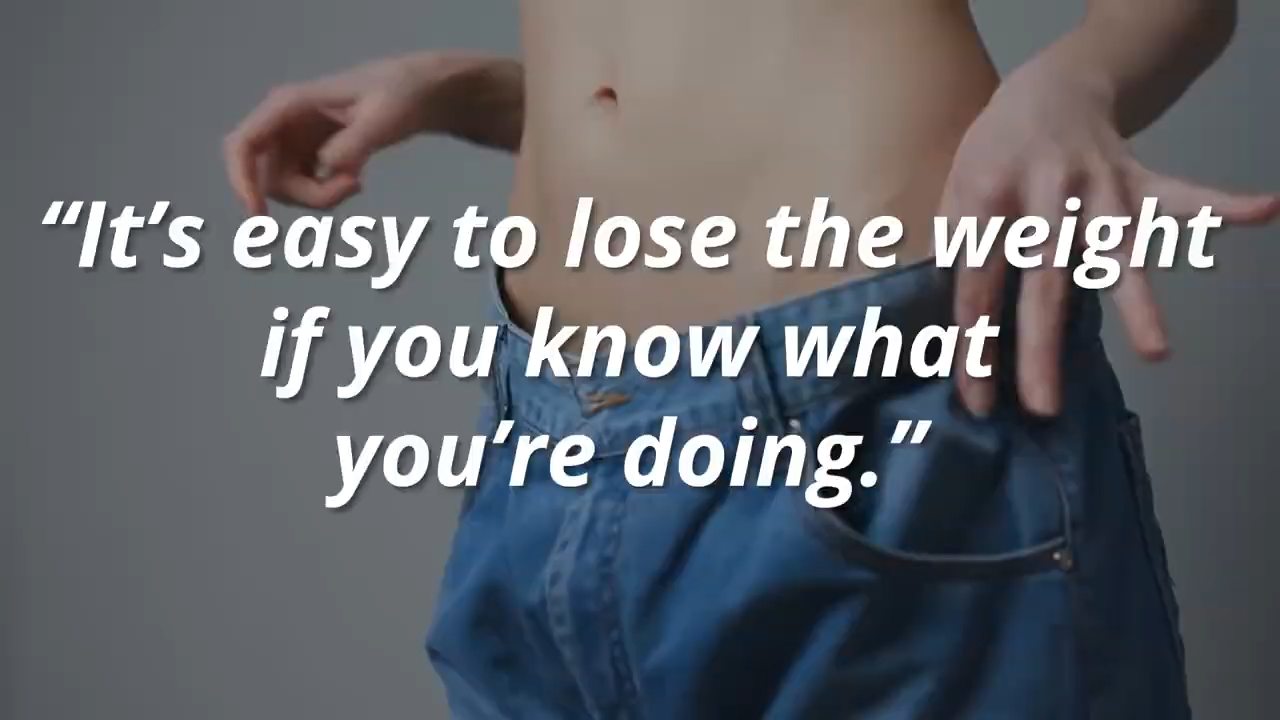 “It’s easy to lose the weight
if you know what
you’re doing.”